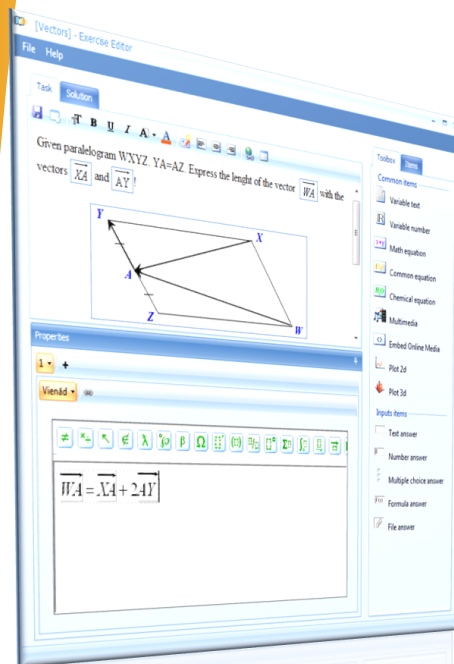 [Vectors] - Exercise Editor
File Help
Task Solution
B U I A A
Given paralelogram WXYZ. YA=AZ. Express the lenght of the vector WA with the
vectors XA and AY!
Y
X
A
Z
W
Properties
1
Vienād
WA = XA + 2AY
Toolbox Items
Common items
Variable text
Variable number
Math equation
Common equation
Chemical equation
Multimedia
Embed Online Media
Plot 2d
Plot 3d
Inputs items
Text answer
Number answer
Multiple choice answer
Formula answer
File answer